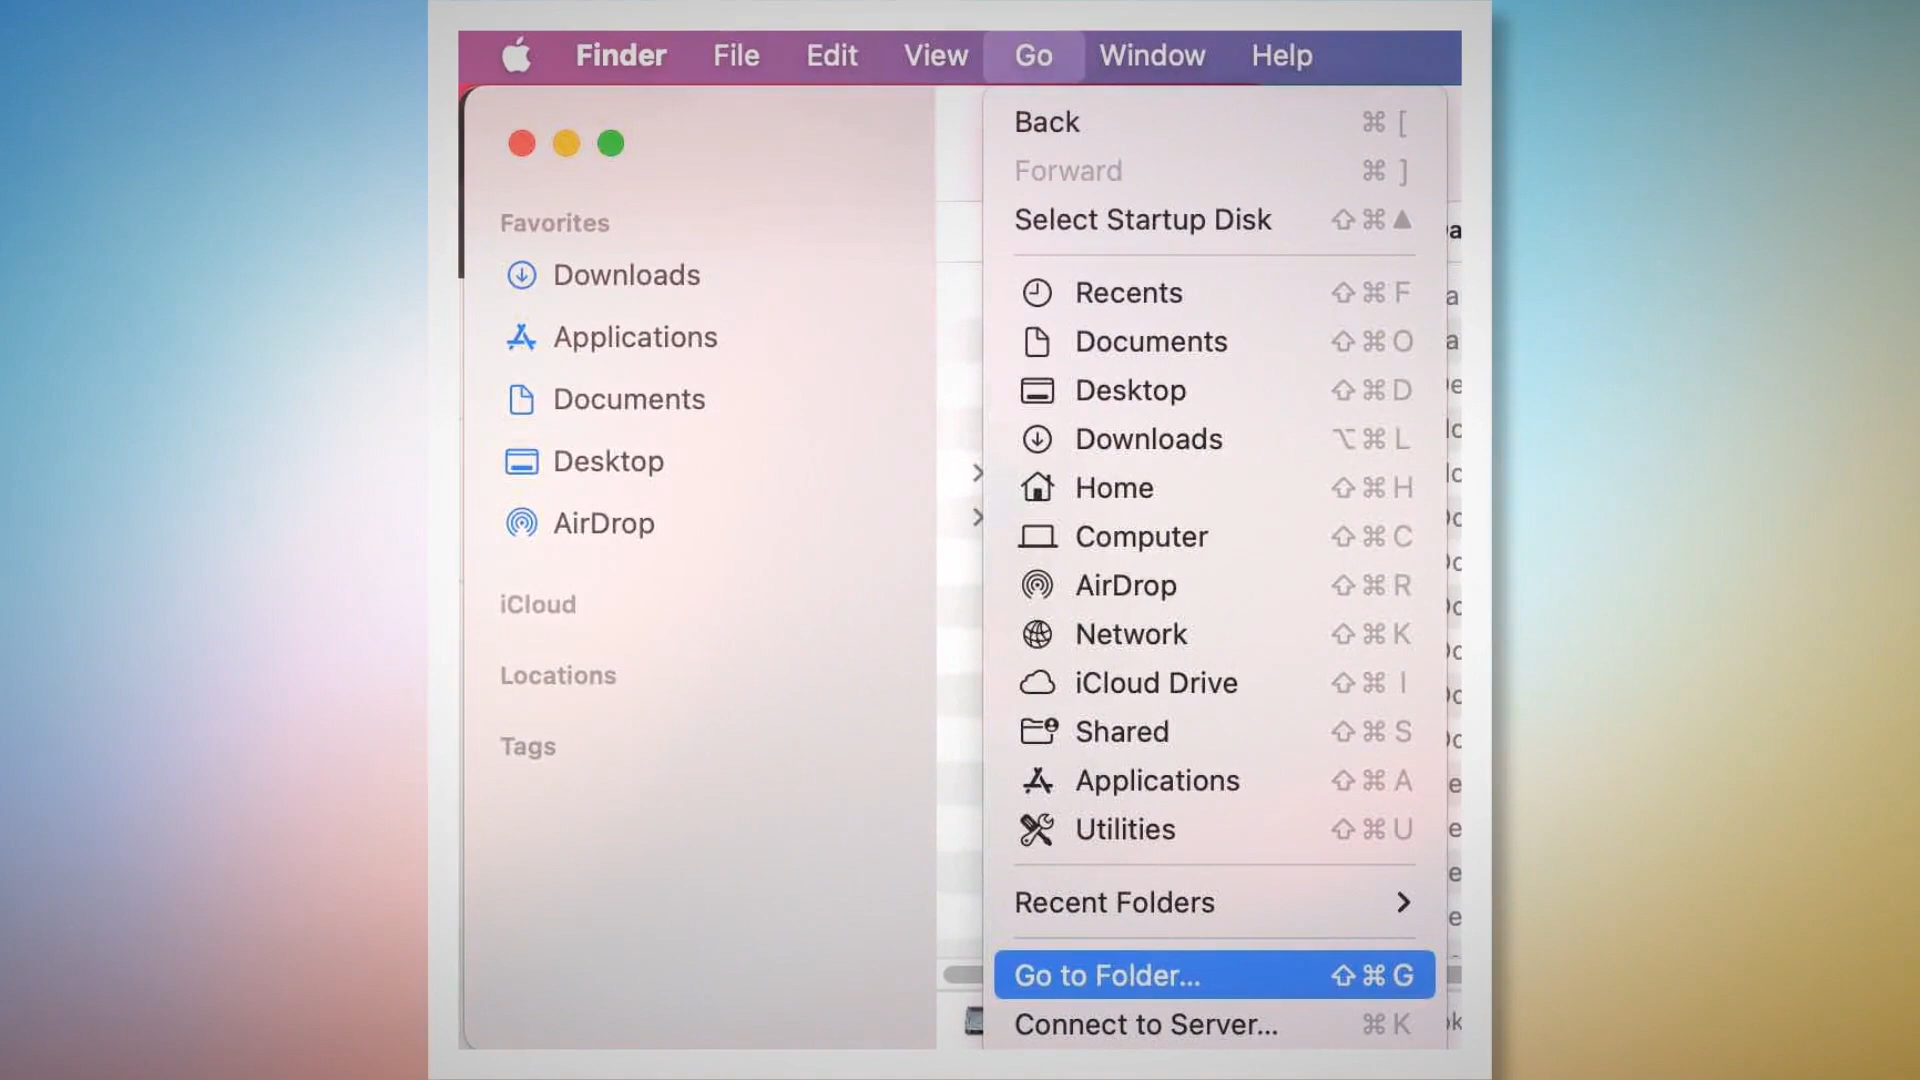 Finder File Edit View Go Window Help
Favorites
Downloads
Applications
Documents
Desktop
AirDrop
iCloud
Locations
Tags
Back ⌘ [
Forward ⌘ ]
Select Startup Disk ⇧⌘▲
Recents ⇧⌘F
Documents ⇧⌘O
Desktop ⇧⌘D
Downloads ⌥⌘L
Home ⇧⌘H
Computer ⇧⌘C
AirDrop ⇧⌘R
Network ⇧⌘K
iCloud Drive ⇧⌘I
Shared ⇧⌘S
Applications ⇧⌘A
Utilities ⇧⌘U
Recent Folders
Go to Folder... ⇧⌘G
Connect to Server... ⌘K